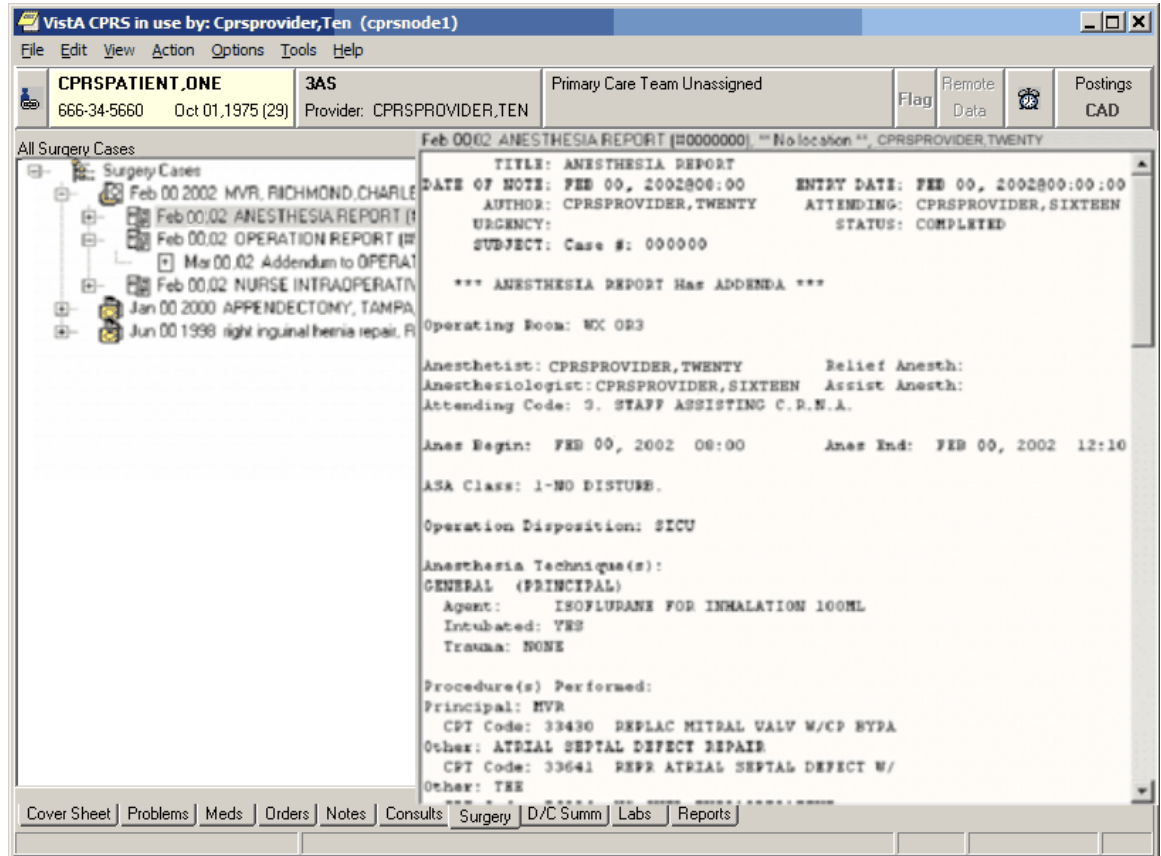 VistA CPRS in use by: Cprsprovider,Ten (cprsnode1)
File Edit View Action Options Tools Help
CPRSPATIENT,ONE
666-34-5660 Oct 01,1975 (29)
3AS
Provider: CPRSPROVIDER,TEN
Primary Care Team Unassigned
Flag
Remote
Data
Postings
CAD
All Surgery Cases
Surgery Cases
Feb 00 2002 MVR, RICHMOND,CHARLE
Feb 00,02 ANESTHESIA REPORT (
Feb 00,02 OPERATION REPORT (#
Mar 00,02 Addendum to OPERAT
Feb 00,02 NURSE INTRAOPERATIV
Jan 00 2000 APPENDECTOMY, TAMPA,
Jun 00 1998 right inguinal hernia repair, R
Feb 00,02 ANESTHESIA REPORT (#0000000), ** No location **, CPRSPROVIDER,TWENTY
TITLE: ANESTHESIA REPORT
DATE OF NOTE: FEB 00, 2002@00:00 ENTRY DATE: FEB 00, 2002@00:00:00
AUTHOR: CPRSPROVIDER,TWENTY ATTENDING: CPRSPROVIDER,SIXTEEN
URGENCY: STATUS: COMPLETED
SUBJECT: Case #: 000000
*** ANESTHESIA REPORT Has ADDENDA ***
Operating Room: WX OR3
Anesthetist: CPRSPROVIDER,TWENTY Relief Anesth:
Anesthesiologist: CPRSPROVIDER,SIXTEEN Assist Anesth:
Attending Code: 3. STAFF ASSISTING C.R.N.A.
Anes Begin: FEB 00, 2002 08:00 Anes End: FEB 00, 2002 12:10
ASA Class: 1-NO DISTURB.
Operation Disposition: SICU
Anesthesia Technique(s):
GENERAL (PRINCIPAL)
Agent: ISOFLURANE FOR INHALATION 100ML
Intubated: YES
Trauma: NONE
Procedure(s) Performed:
Principal: MVR
CPT Code: 33430 REPLAC MITRAL VALV W/CP BYPA
Other: ATRIAL SEPTAL DEFECT REPAIR
CPT Code: 33641 REPR ATRIAL SEPTAL DEFECT W/
Other: TEE
Cover Sheet Problems Meds Orders Notes Consults Surgery D/C Summ Labs Reports